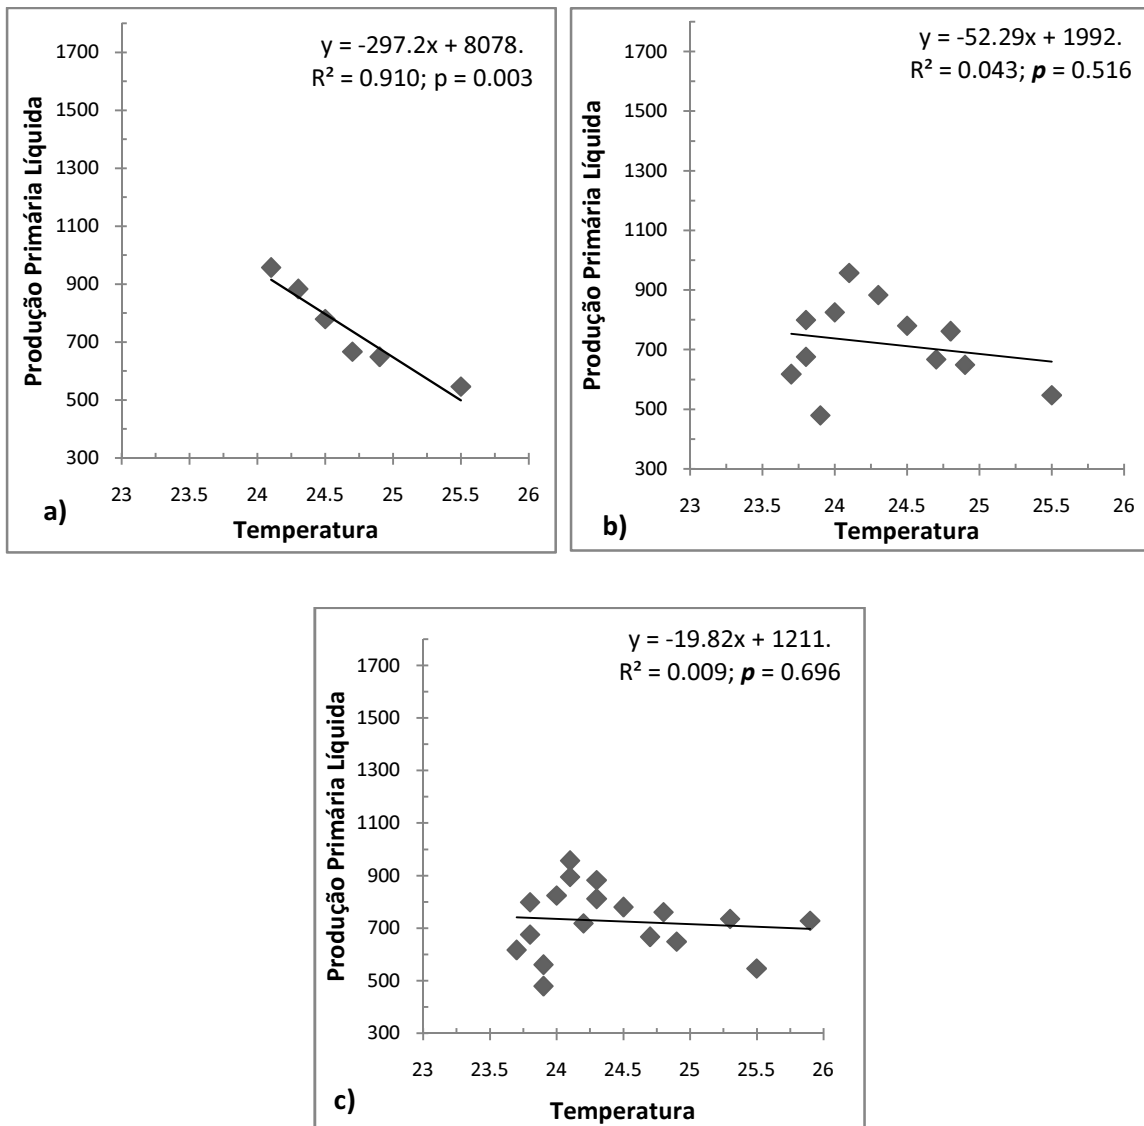 y = -297.2x + 8078.
R² = 0.910; p = 0.003
Produção Primária Líquida
1700
1500
1300
1100
900
700
500
300
23 23.5 24 24.5 25 25.5 26
a)
Temperatura
y = -52.29x + 1992.
R² = 0.043; p = 0.516
Produção Primária Líquida
1700
1500
1300
1100
900
700
500
300
23 23.5 24 24.5 25 25.5 26
b)
Temperatura
y = -19.82x + 1211.
R² = 0.009; p = 0.696
Produção Primária Líquida
1700
1500
1300
1100
900
700
500
300
23 23.5 24 24.5 25 25.5 26
c)
Temperatura